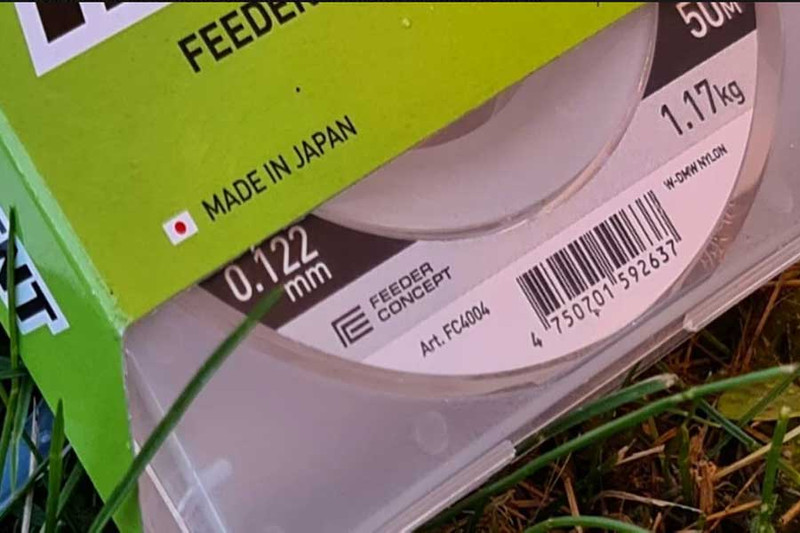 FEEDER
MADE IN JAPAN
50M
1.17kg
W-DMW NYLON
0.122
mm
FEEDER
CONCEPT
Art. FC4004
4 750701 592637
NT